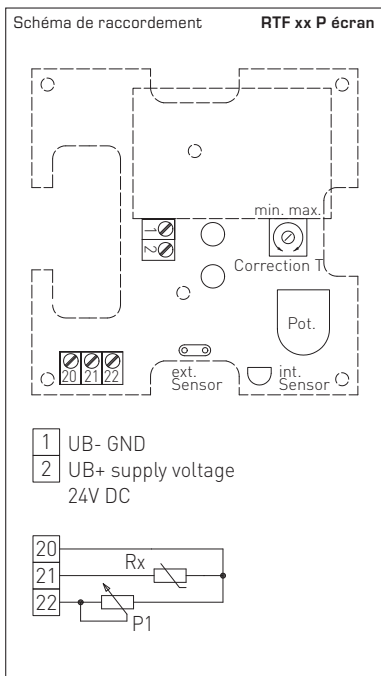 Schéma de raccordement RTF xx P écran
min. max.
1
2
Correction T
Pot.
20 21 22
ext. Sensor
int. Sensor
1 UB- GND
2 UB+ supply voltage
24V DC
20
21 Rx
22
P1